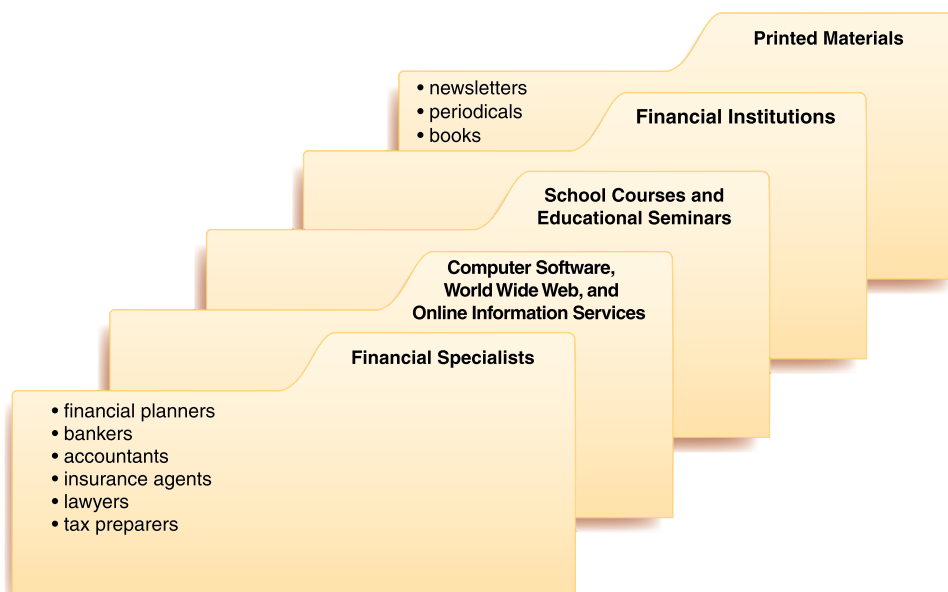 Printed Materials
• newsletters
• periodicals
• books
Financial Institutions
School Courses and
Educational Seminars
Computer Software,
World Wide Web, and
Online Information Services
Financial Specialists
• financial planners
• bankers
• accountants
• insurance agents
• lawyers
• tax preparers